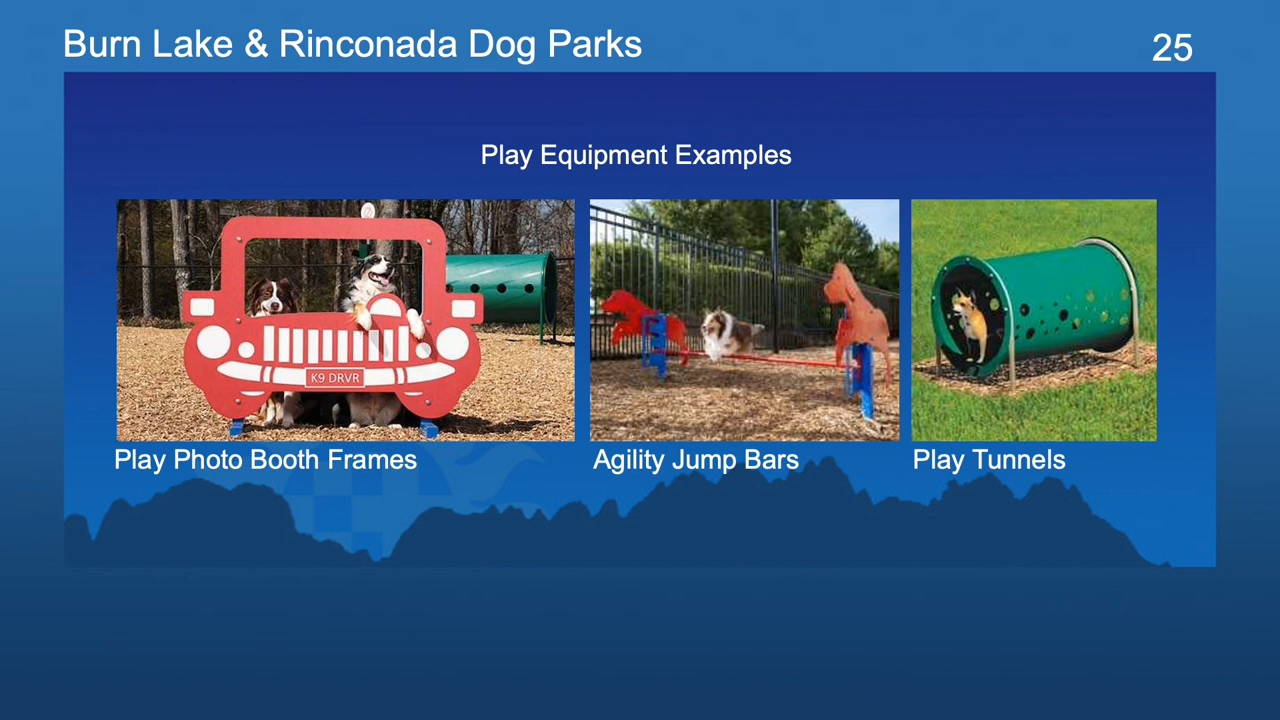 Burn Lake & Rinconada Dog Parks
25
Play Equipment Examples
K9 DRVR
Play Photo Booth Frames
Agility Jump Bars
Play Tunnels